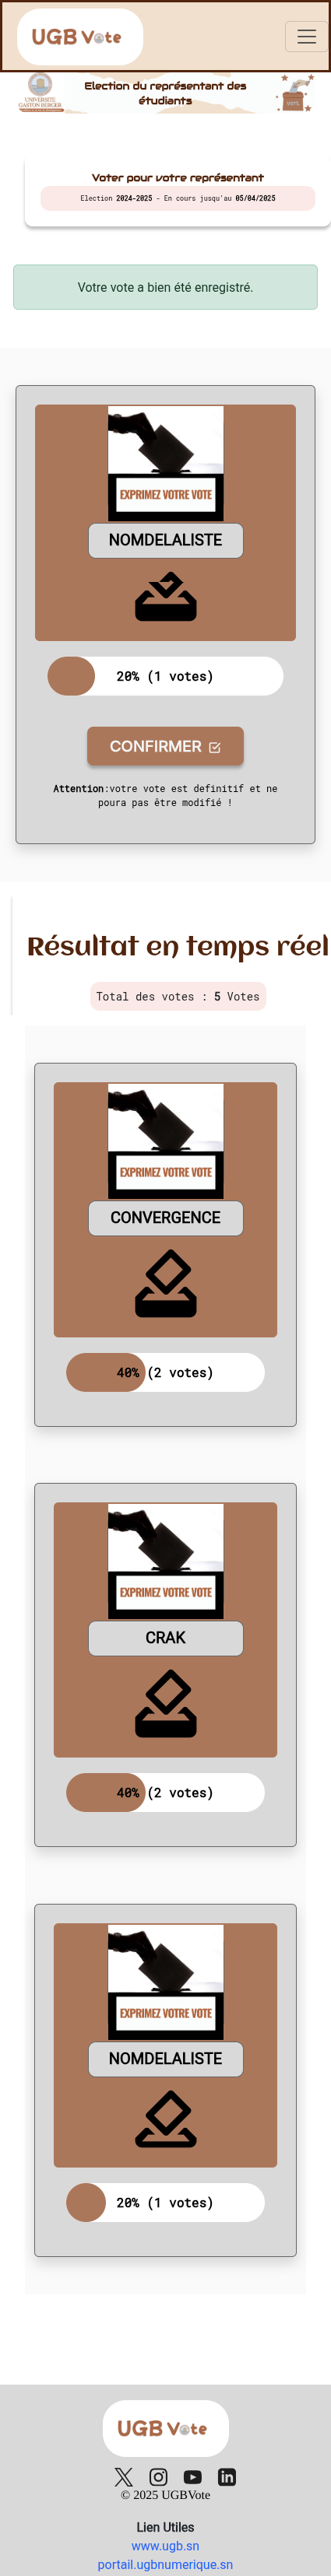 UGB Vote
UNIVERSITÉ
GASTON BERGER
Election du représentant des
étudiants
Voter pour votre représentant
Election 2024-2025 - En cours jusqu'au 05/04/2025
Votre vote a bien été enregistré.
EXPRIMEZ VOTRE VOTE
NOMDELALISTE
20% (1 votes)
CONFIRMER
Attention:votre vote est definitif et ne
poura pas être modifié !
Résultat en temps réel
Total des votes : 5 Votes
EXPRIMEZ VOTRE VOTE
CONVERGENCE
40% (2 votes)
EXPRIMEZ VOTRE VOTE
CRAK
40% (2 votes)
EXPRIMEZ VOTRE VOTE
NOMDELALISTE
20% (1 votes)
UGB Vote
© 2025 UGBVote
Lien Utiles
www.ugb.sn
portail.ugbnumerique.sn